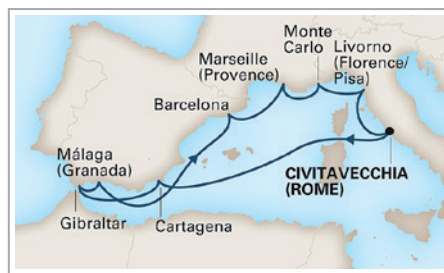 Monte
Carlo
Livorno
(Florence/
Pisa)
Marseille
(Provence)
Barcelona
Málaga
(Granada)
CIVITAVECCHIA
(ROME)
Gibraltar
Cartagena